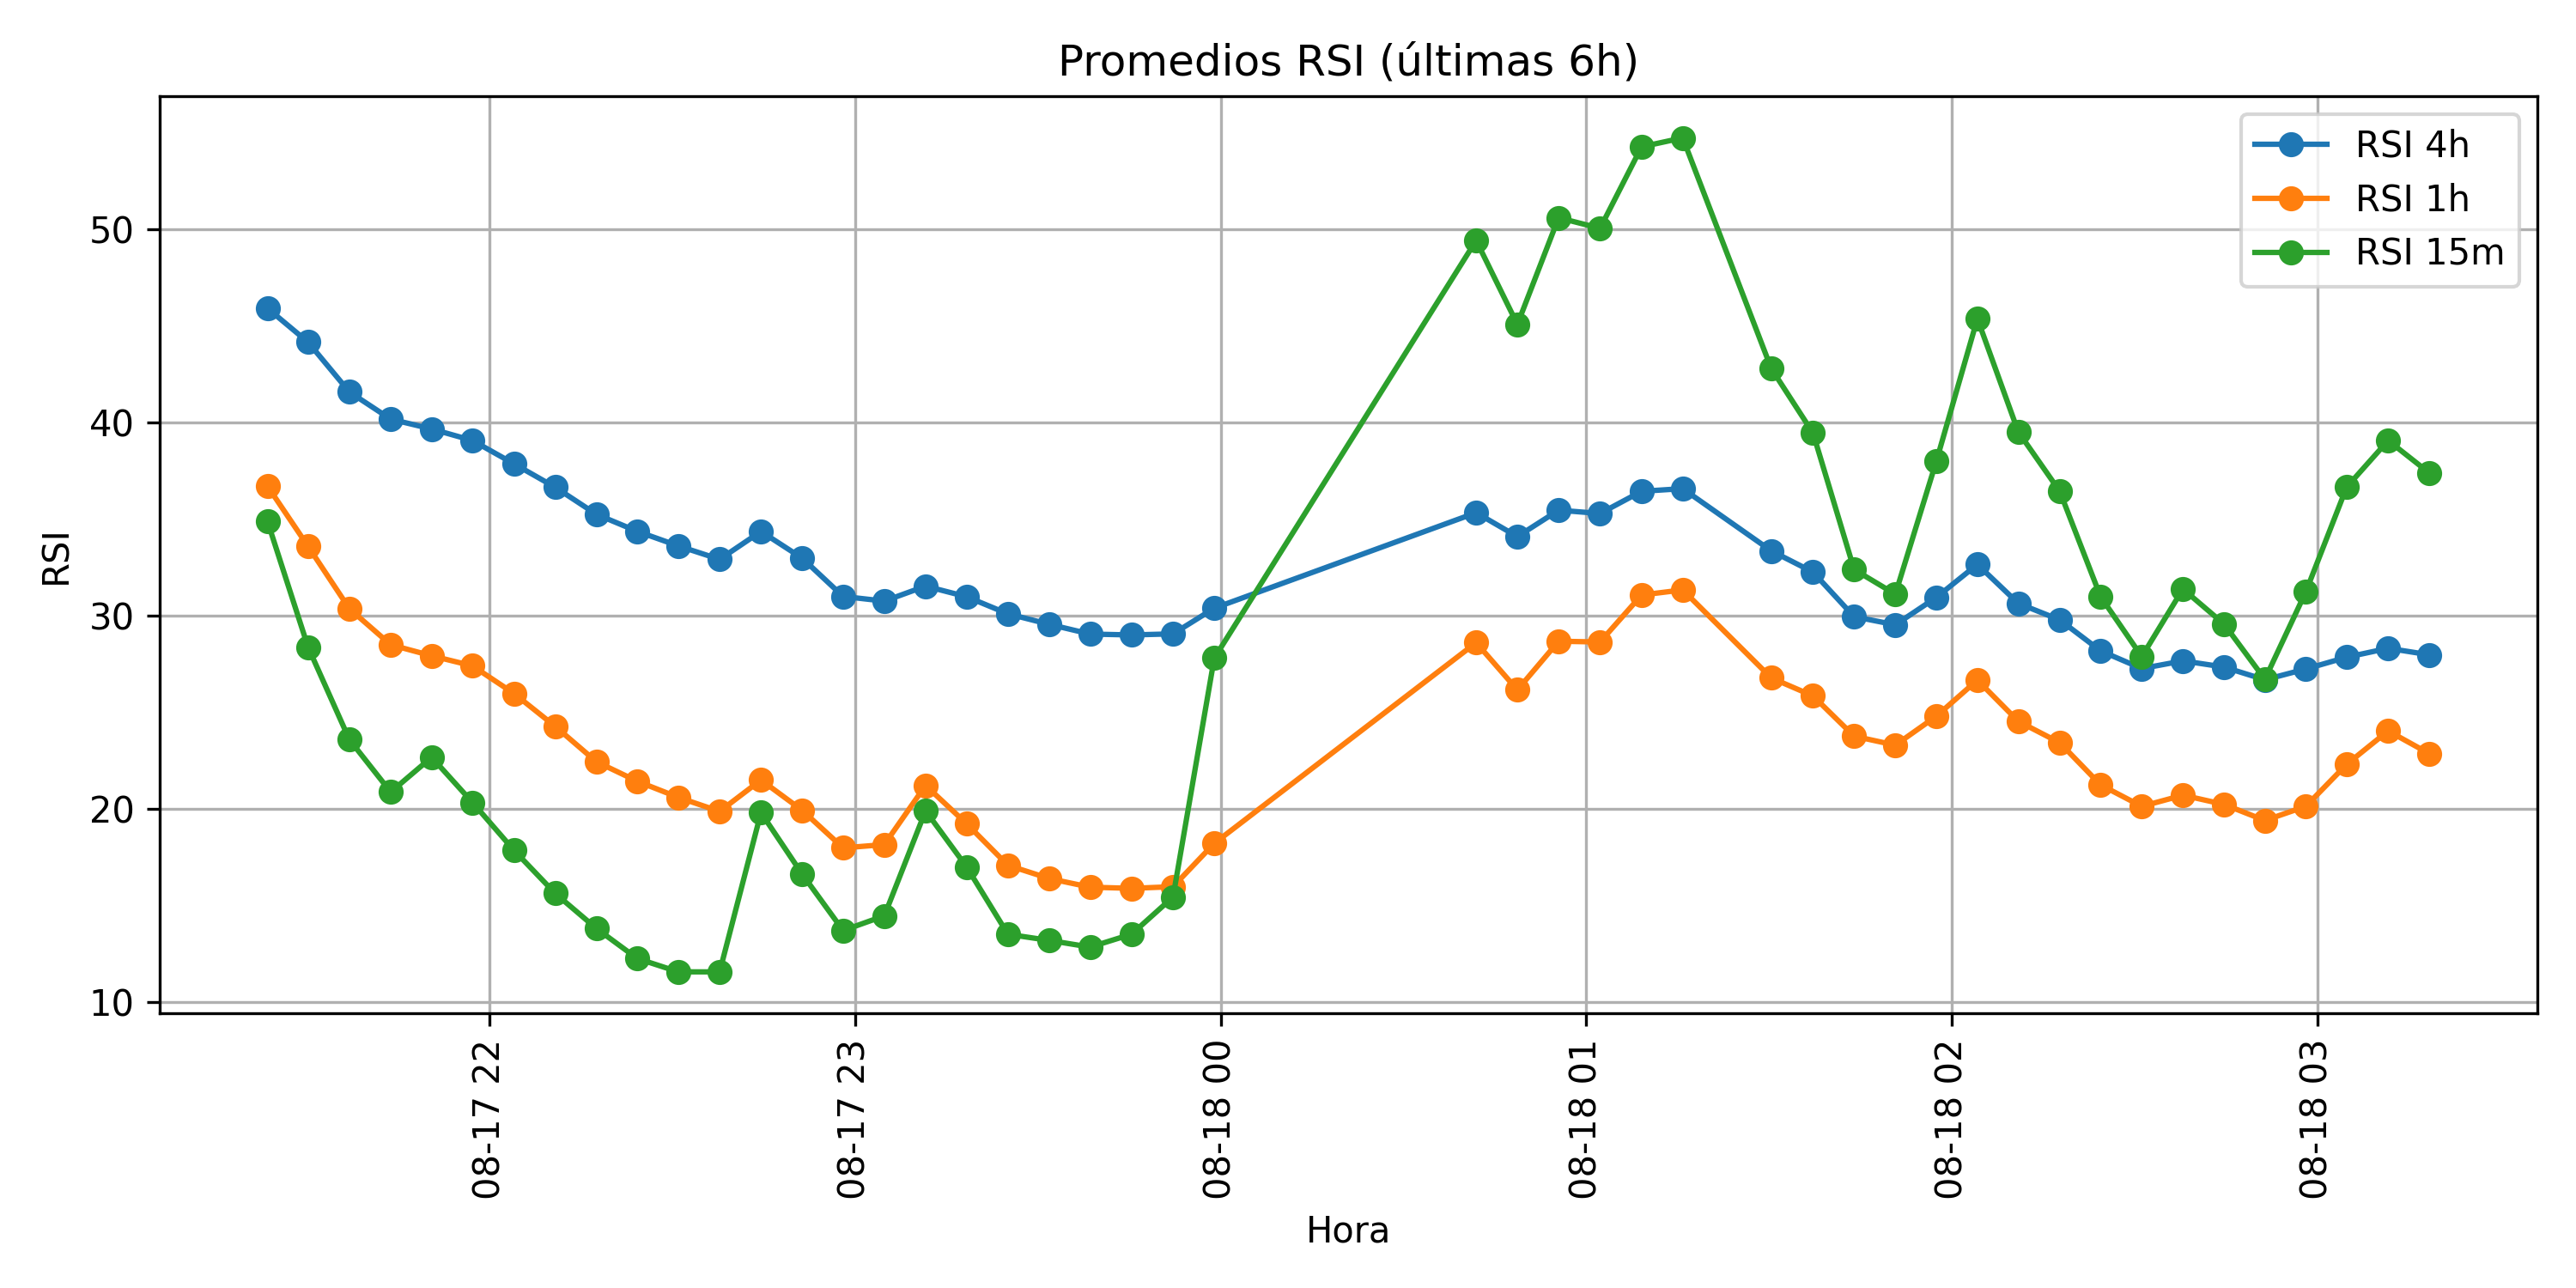 Promedios RSI (últimas 6h)
RSI 4h
RSI 1h
RSI 15m
RSI
50
40
30
20
10
08-17 22
08-17 23
08-18 00
08-18 01
08-18 02
08-18 03
Hora